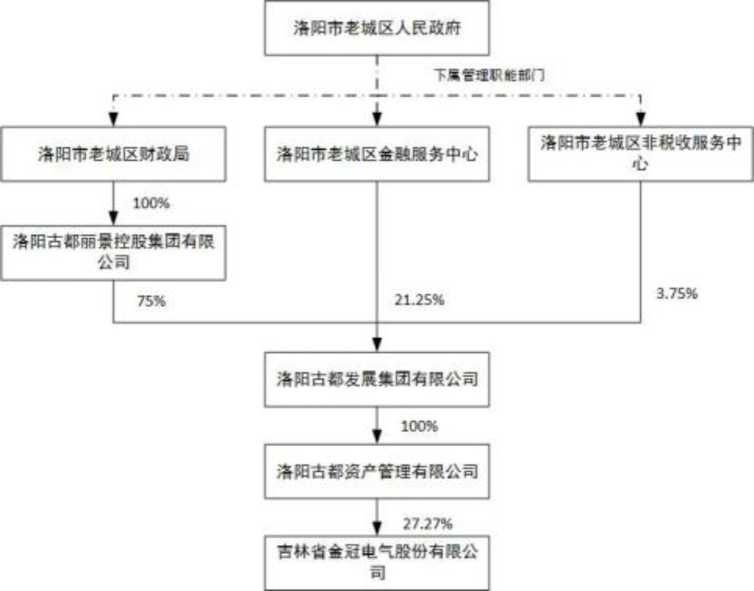 洛阳市老城区人民政府
下属管理职能部门
洛阳市老城区财政局
洛阳市老城区金融服务中心
洛阳市老城区非税收服务中
心
100%
洛阳古都丽景控股集团有限
公司
75%
21.25%
3.75%
洛阳古都发展集团有限公司
100%
洛阳古都资产管理有限公司
27.27%
吉林省金冠电气股份有限公
司